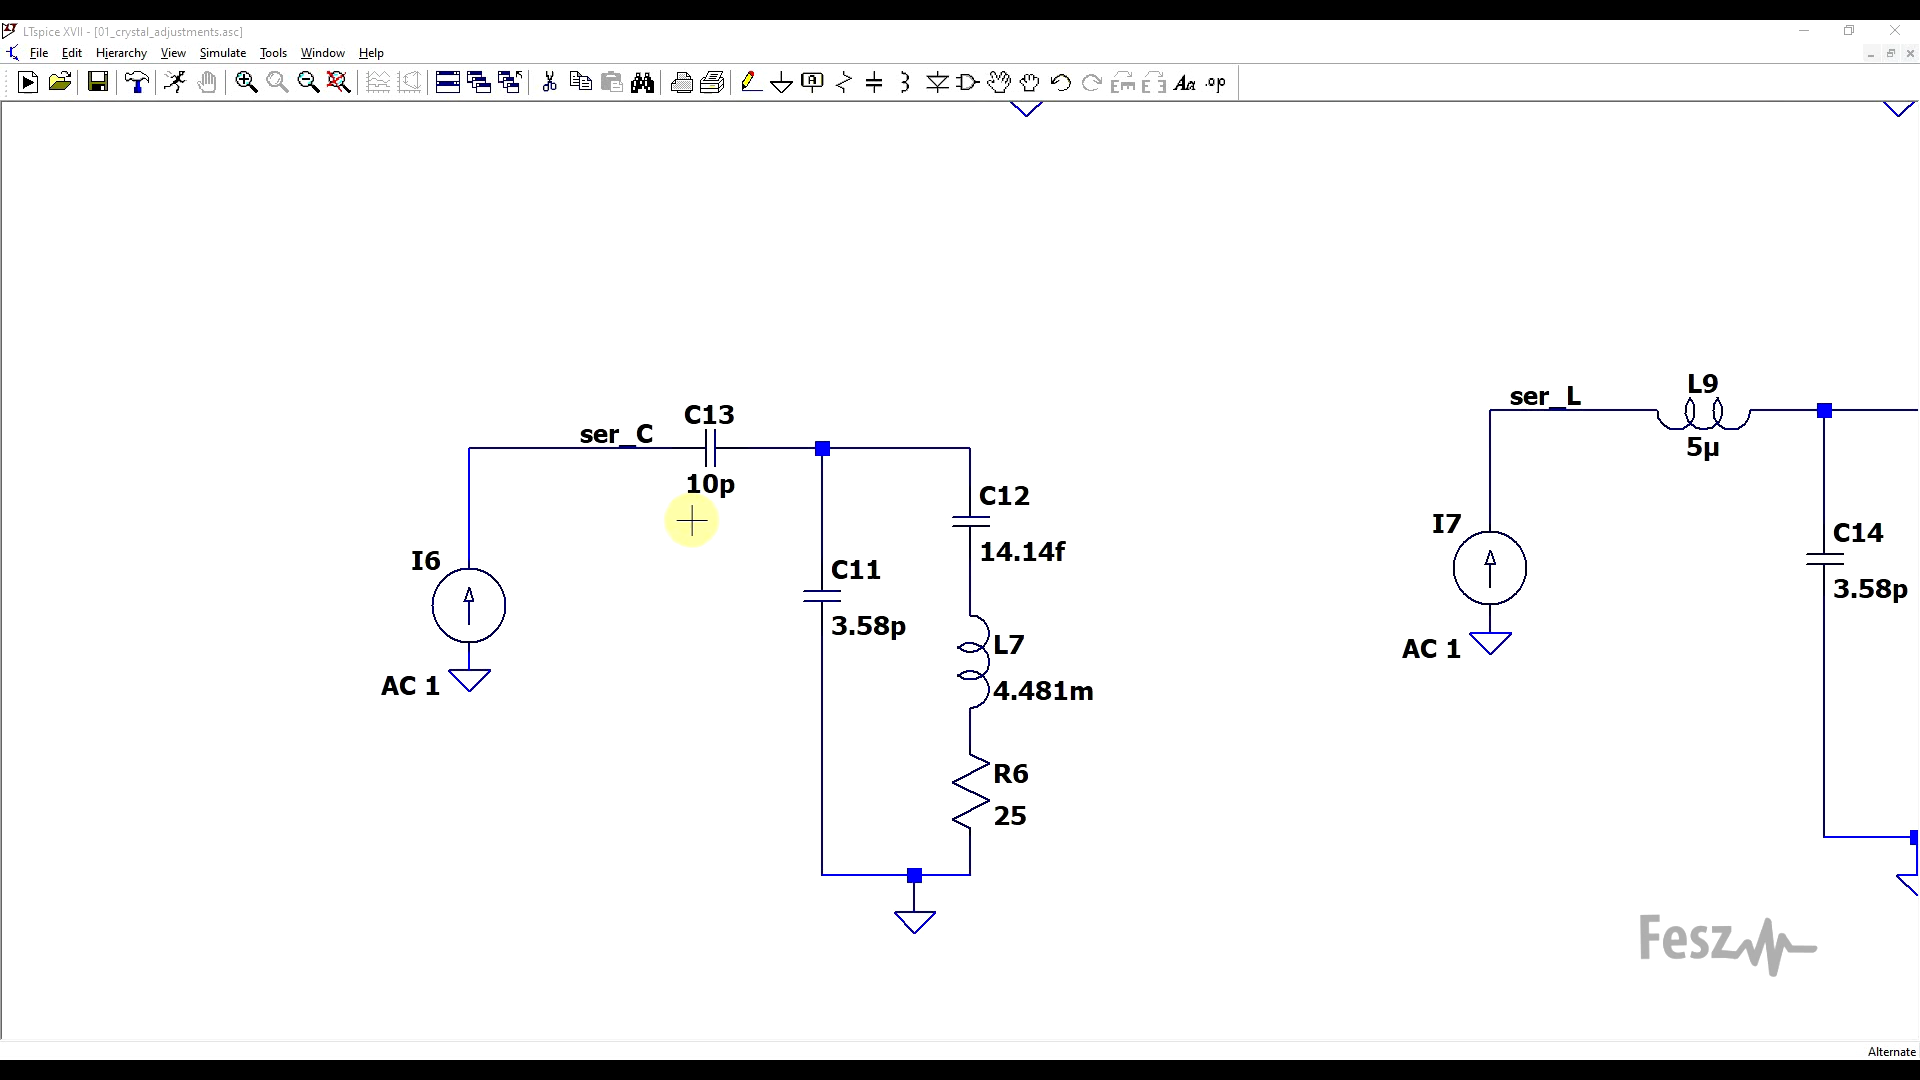 LTspice XVII - [01_crystal_adjustments.asc]
File Edit Hierarchy View Simulate Tools Window Help
A Aa .op
C13
ser_C
10p
I6
AC 1
C11
3.58p
C12
14.14f
L7
4.481m
R6
25
L9
ser_L
5µ
I7
AC 1
C14
3.58p
Fesz
Alternate